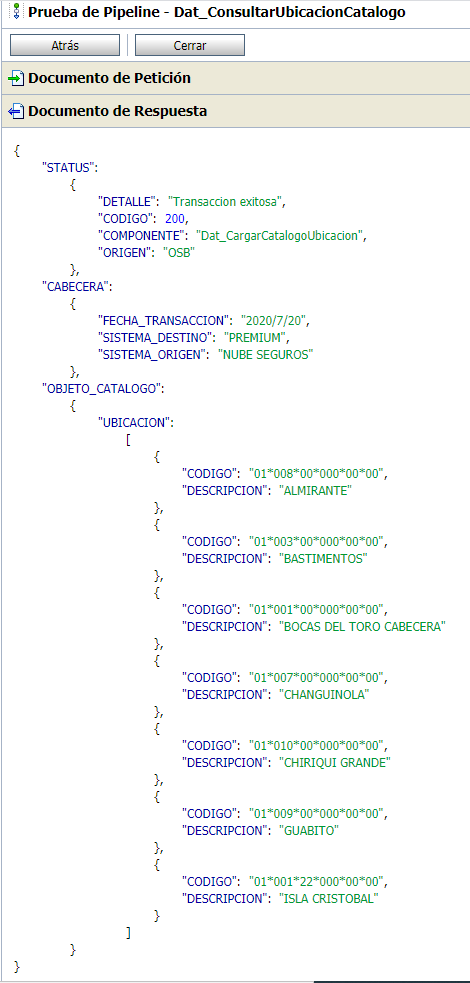 Prueba de Pipeline - Dat_ConsultarUbicacionCatalogo
Atrás Cerrar
Documento de Petición
Documento de Respuesta
{
"STATUS":
{
"DETALLE": "Transaccion exitosa",
"CODIGO": 200,
"COMPONENTE": "Dat_CargarCatalogoUbicacion",
"ORIGEN": "OSB"
},
"CABECERA":
{
"FECHA_TRANSACCION": "2020/7/20",
"SISTEMA_DESTINO": "PREMIUM",
"SISTEMA_ORIGEN": "NUBE SEGUROS"
},
"OBJETO_CATALOGO":
{
"UBICACION":
[
{
"CODIGO": "01*008*00*000*00*00",
"DESCRIPCION": "ALMIRANTE"
},
{
"CODIGO": "01*003*00*000*00*00",
"DESCRIPCION": "BASTIMENTOS"
},
{
"CODIGO": "01*001*00*000*00*00",
"DESCRIPCION": "BOCAS DEL TORO CABECERA"
},
{
"CODIGO": "01*007*00*000*00*00",
"DESCRIPCION": "CHANGUINOLA"
},
{
"CODIGO": "01*010*00*000*00*00",
"DESCRIPCION": "CHIRIQUI GRANDE"
},
{
"CODIGO": "01*009*00*000*00*00",
"DESCRIPCION": "GUABITO"
},
{
"CODIGO": "01*001*22*000*00*00",
"DESCRIPCION": "ISLA CRISTOBAL"
}
]
}
}